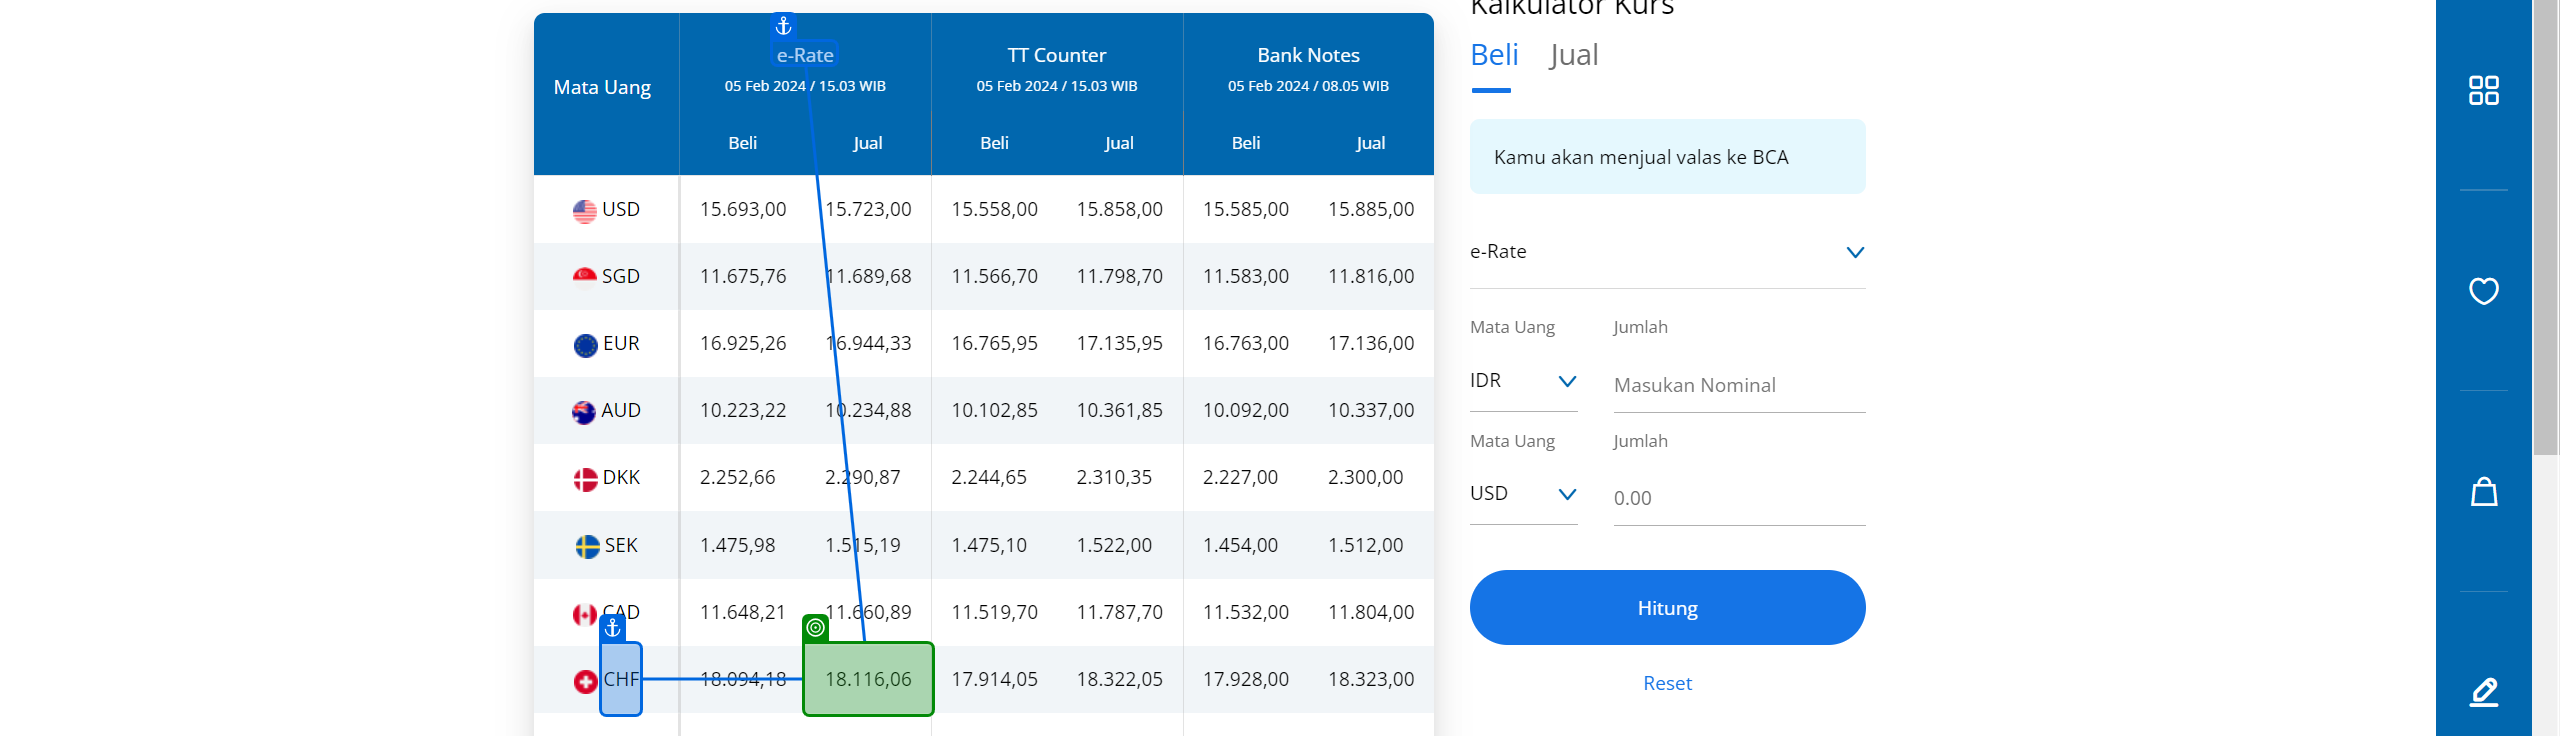 Kalkulator Kurs
Beli Jual
Mata Uang
e-Rate TT Counter Bank Notes
05 Feb 2024 / 15.03 WIB 05 Feb 2024 / 15.03 WIB 05 Feb 2024 / 08.05 WIB
Beli Jual Beli Jual Beli Jual
USD 15.693,00 15.723,00 15.558,00 15.858,00 15.585,00 15.885,00
SGD 11.675,76 11.689,68 11.566,70 11.798,70 11.583,00 11.816,00
EUR 16.925,26 16.944,33 16.765,95 17.135,95 16.763,00 17.136,00
AUD 10.223,22 10.234,88 10.102,85 10.361,85 10.092,00 10.337,00
DKK 2.252,66 2.290,87 2.244,65 2.310,35 2.227,00 2.300,00
SEK 1.475,98 1.515,19 1.475,10 1.522,00 1.454,00 1.512,00
CAD 11.648,21 11.660,89 11.519,70 11.787,70 11.532,00 11.804,00
CHF 18.094,18 18.116,06 17.914,05 18.322,05 17.928,00 18.323,00
Kamu akan menjual valas ke BCA
e-Rate
Mata Uang Jumlah
IDR Masukan Nominal
Mata Uang Jumlah
USD 0.00
Hitung
Reset